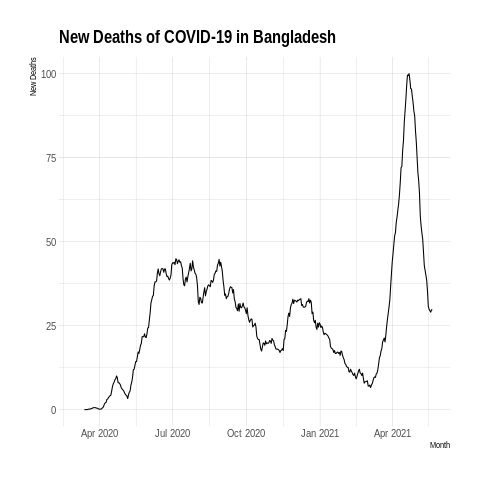 New Deaths of COVID-19 in Bangladesh
New Deaths
100
75
50
25
0
Apr 2020 Jul 2020 Oct 2020 Jan 2021 Apr 2021
Month